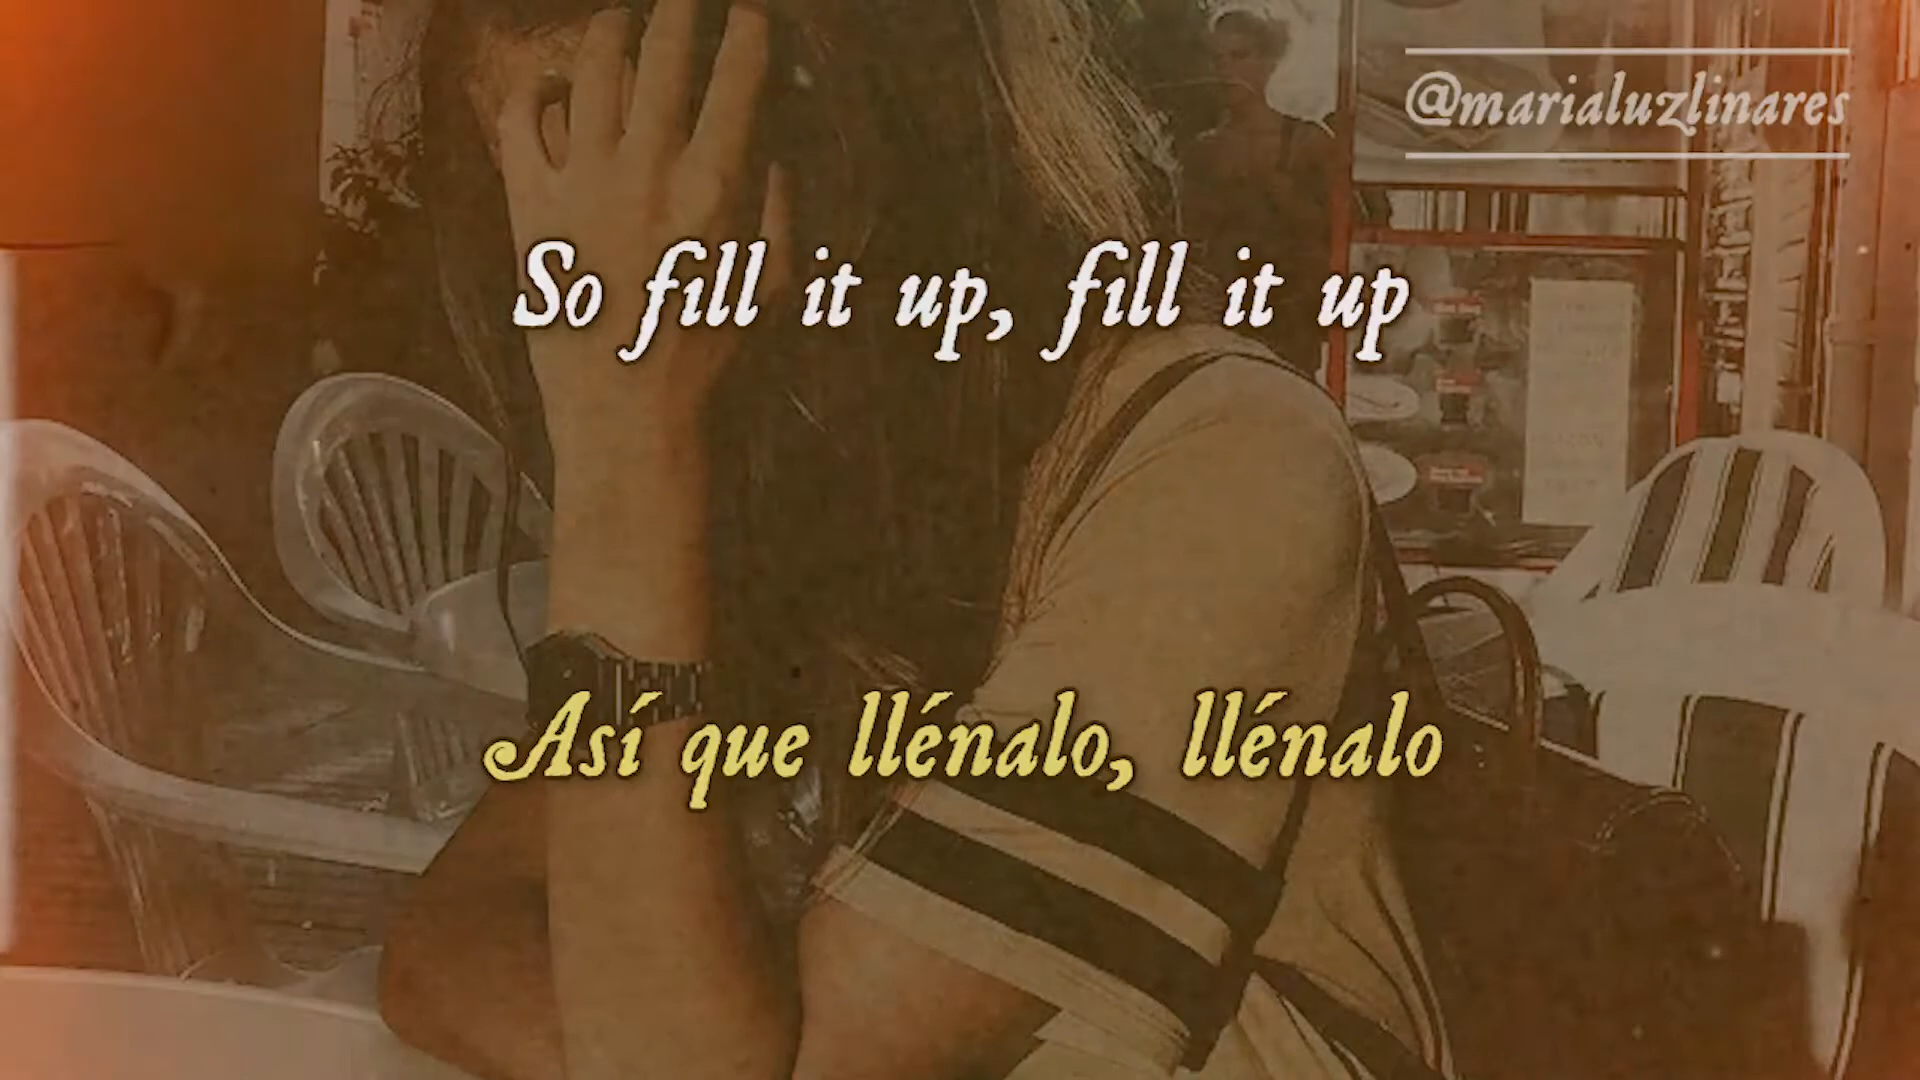 @marialuzlinares
So fill it up, fill it up
Así que llénalo, llénalo